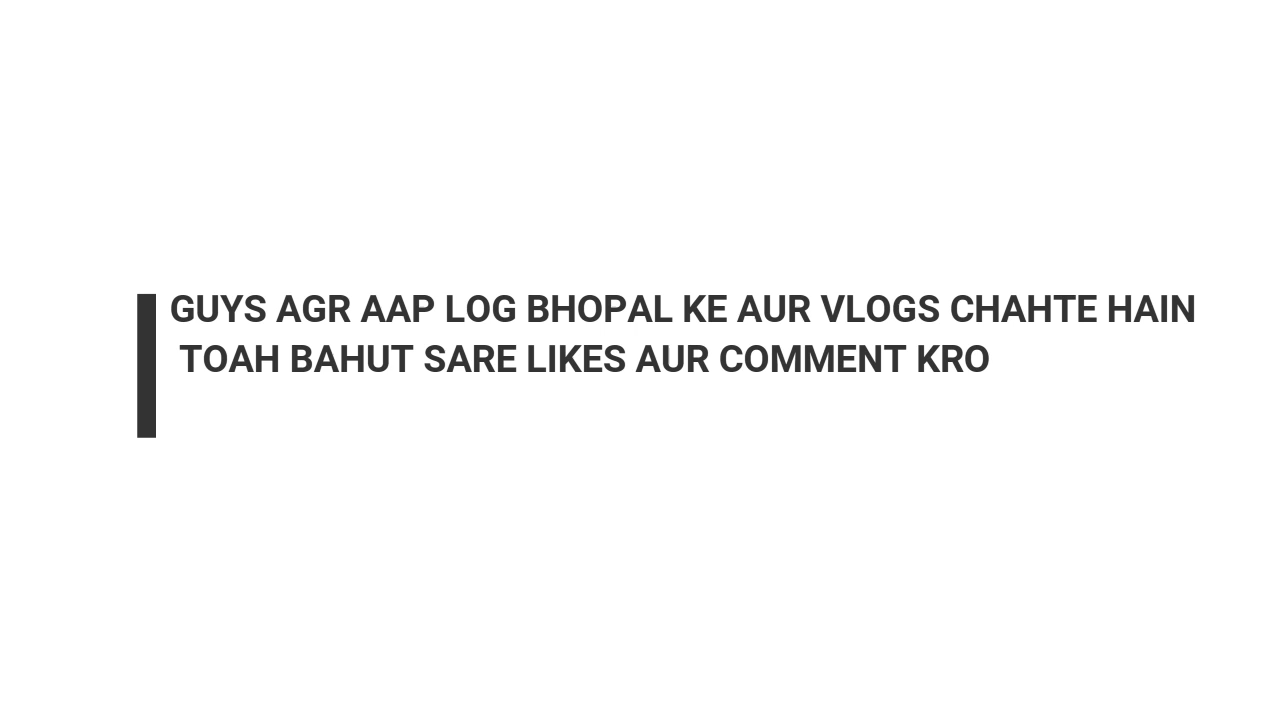 GUYS AGR AAP LOG BHOPAL KE AUR VLOGS CHAHTE HAIN
TOAH BAHUT SARE LIKES AUR COMMENT KRO